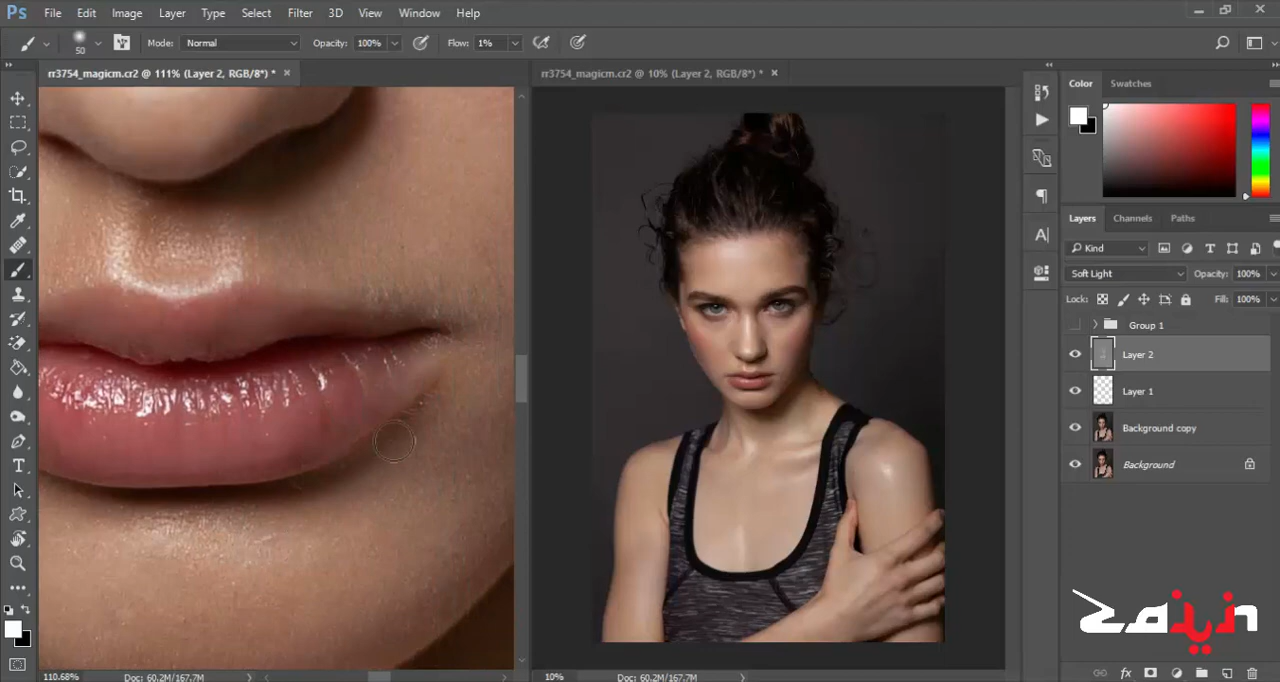 Ps File Edit Image Layer Type Select Filter 3D View Window Help
50 Mode: Normal Opacity: 100% Flow: 1%
rr3754_magicm.cr2 @ 111% (Layer 2, RGB/8*) * ×
rr3754_magicm.cr2 @ 10% (Layer 2, RGB/8*) * ×
Color Swatches
Layers Channels Paths
Kind
Soft Light Opacity: 100%
Lock: Fill: 100%
Group 1
Layer 2
Layer 1
Background copy
Background
zain
110.68% Doc: 60.2M/167.7M
10% Doc: 60.2M/167.7M